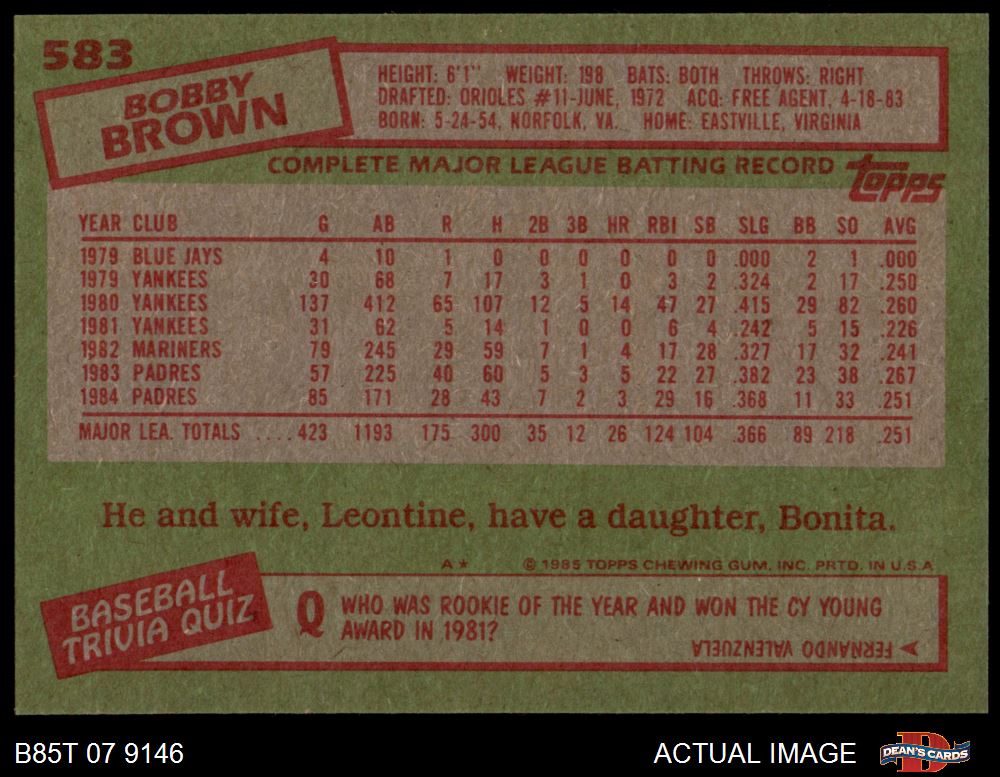 583
BOBBY
BROWN
HEIGHT: 6'1" WEIGHT: 198 BATS: BOTH THROWS: RIGHT
DRAFTED: ORIOLES #11-JUNE, 1972 ACQ: FREE AGENT, 4-18-83
BORN: 5-24-54, NORFOLK, VA. HOME: EASTVILLE, VIRGINIA
COMPLETE MAJOR LEAGUE BATTING RECORD topps
YEAR CLUB G AB R H 2B 3B HR RBI SB SLG BB SO AVG
1979 BLUE JAYS 4 10 1 0 0 0 0 0 0 .000 2 1 .000
1979 YANKEES 30 68 7 17 3 1 0 3 2 .324 2 17 .250
1980 YANKEES 137 412 65 107 12 5 14 47 27 .415 29 82 .260
1981 YANKEES 31 62 5 14 1 0 0 6 4 .242 5 15 .226
1982 MARINERS 79 245 29 59 7 1 4 17 28 .327 17 32 .241
1983 PADRES 57 225 40 60 5 3 5 22 27 .382 23 38 .267
1984 PADRES 85 171 28 43 7 2 3 29 16 .368 11 33 .251
MAJOR LEA. TOTALS ....423 1193 175 300 35 12 26 124 104 .366 89 218 .251
He and wife, Leontine, have a daughter, Bonita.
A* © 1985 TOPPS CHEWING GUM, INC. PRTD. IN U.S.A.
BASEBALL
TRIVIA QUIZ
Q WHO WAS ROOKIE OF THE YEAR AND WON THE CY YOUNG
AWARD IN 1981?
FERNANDO VALENZUELA
B85T 07 9146 ACTUAL IMAGE DEAN'S CARDS